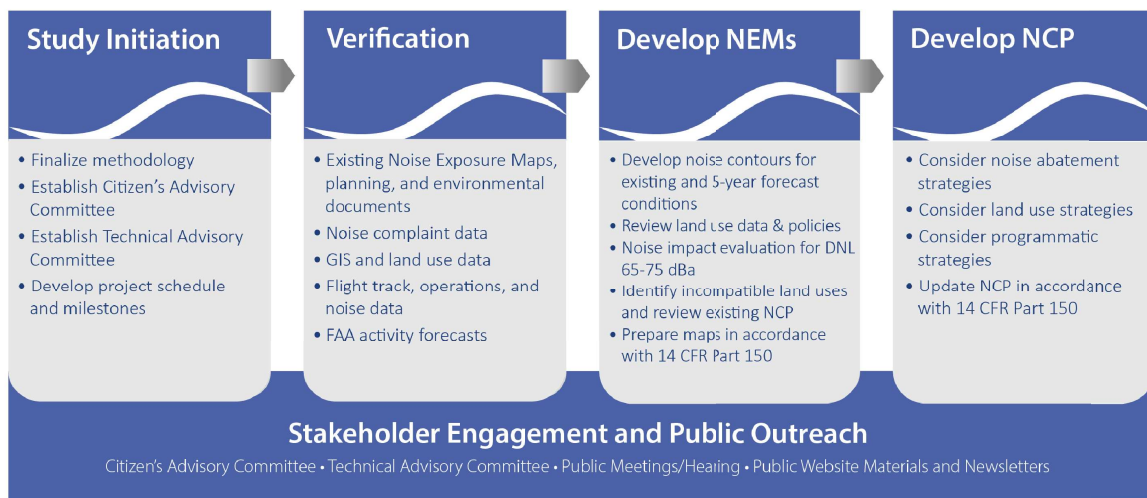 Study Initiation
• Finalize methodology
• Establish Citizen's Advisory
Committee
• Establish Technical Advisory
Committee
• Develop project schedule
and milestones
Verification
• Existing Noise Exposure Maps,
planning, and environmental
documents
• Noise complaint data
• GIS and land use data
• Flight track, operations, and
noise data
• FAA activity forecasts
Develop NEMs
• Develop noise contours for
existing and 5-year forecast
conditions
• Review land use data & policies
• Noise impact evaluation for DNL
65-75 dBa
• Identify incompatible land uses
and review existing NCP
• Prepare maps in accordance
with 14 CFR Part 150
Develop NCP
• Consider noise abatement
strategies
• Consider land use strategies
• Consider programmatic
strategies
• Update NCP in accordance
with 14 CFR Part 150
Stakeholder Engagement and Public Outreach
Citizen's Advisory Committee • Technical Advisory Committee • Public Meetings/Hearing • Public Website Materials and Newsletters